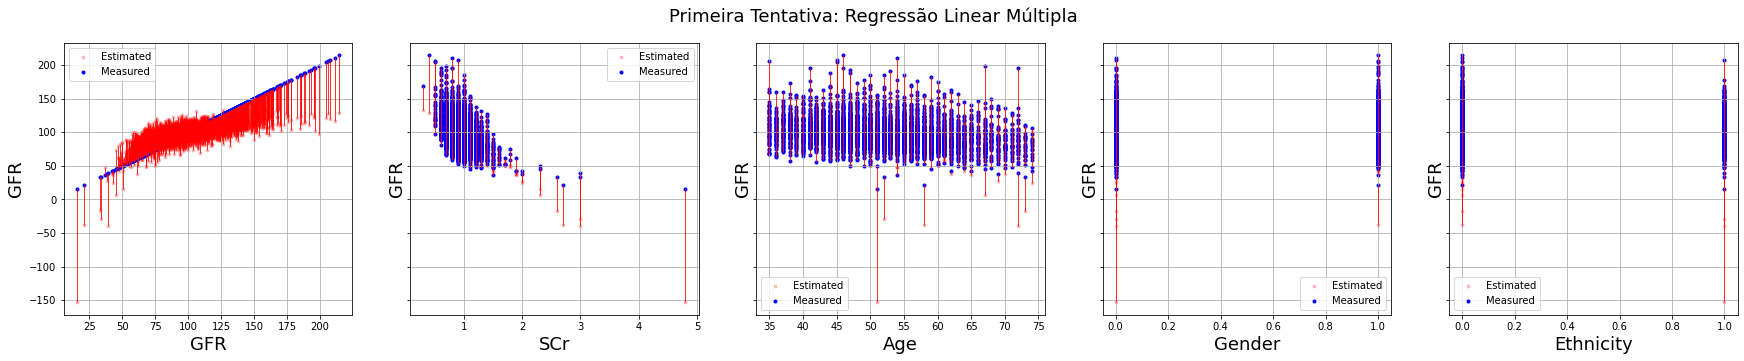 Primeira Tentativa: Regressão Linear Múltipla
GFR
200
150
100
50
0
−50
−100
−150
Estimated
Measured
25 50 75 100 125 150 175 200
GFR
GFR
Estimated
Measured
1 2 3 4 5
SCr
GFR
Estimated
Measured
35 40 45 50 55 60 65 70 75
Age
GFR
Estimated
Measured
0.0 0.2 0.4 0.6 0.8 1.0
Gender
GFR
Estimated
Measured
0.0 0.2 0.4 0.6 0.8 1.0
Ethnicity